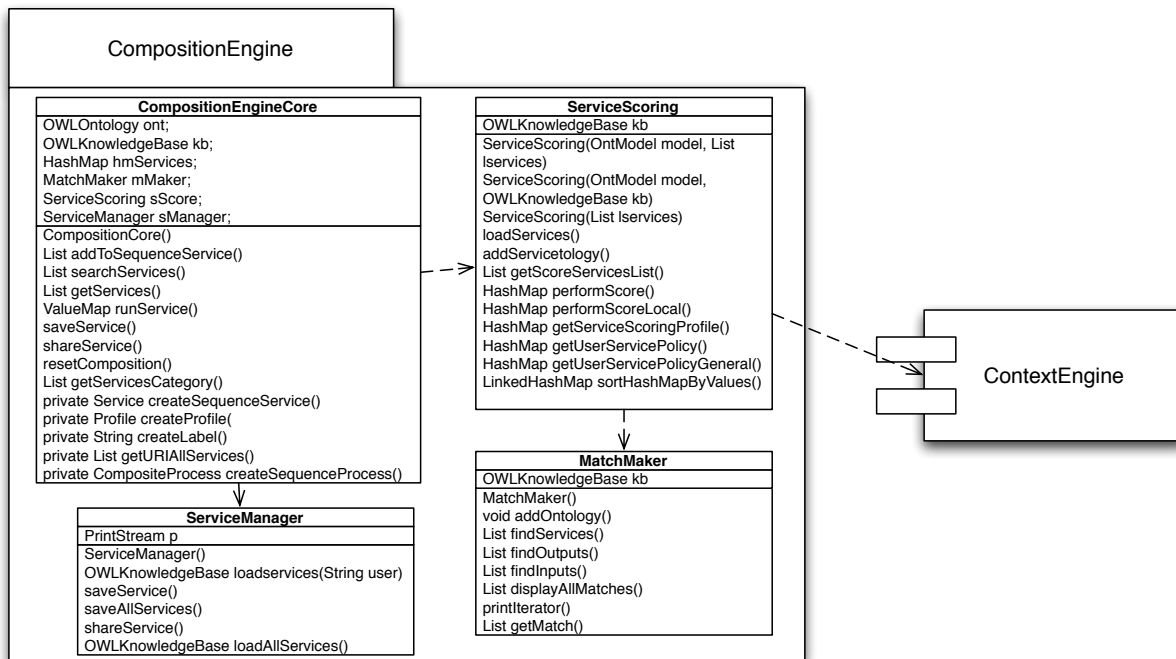 CompositionEngine
CompositionEngineCore
OWLOntology ont;
OWLKnowledgeBase kb;
HashMap hmServices;
MatchMaker mMaker;
ServiceScoring sScore;
ServiceManager sManager;
CompositionCore()
List addToSequenceService()
List searchServices()
List getServices()
ValueMap runService()
saveService()
shareService()
resetComposition()
List getServicesCategory()
private Service createSequenceService()
private Profile createProfile(
private String createLabel()
private List getURIAllServices()
private CompositeProcess createSequenceProcess()
ServiceManager
PrintStream p
ServiceManager()
OWLKnowledgeBase loadservices(String user)
saveService()
saveAllServices()
shareService()
OWLKnowledgeBase loadAllServices()
ServiceScoring
OWLKnowledgeBase kb
ServiceScoring(OntModel model, List
lservices)
ServiceScoring(OntModel model,
OWLKnowledgeBase kb)
ServiceScoring(List lservices)
loadServices()
addServicetology()
List getScoreServicesList()
HashMap performScore()
HashMap performScoreLocal()
HashMap getServiceScoringProfile()
HashMap getUserServicePolicy()
HashMap getUserServicePolicyGeneral()
LinkedHashMap sortHashMapByValues()
MatchMaker
OWLKnowledgeBase kb
MatchMaker()
void addOntology()
List findServices()
List findOutputs()
List findInputs()
List displayAllMatches()
printIterator()
List getMatch()
ContextEngine